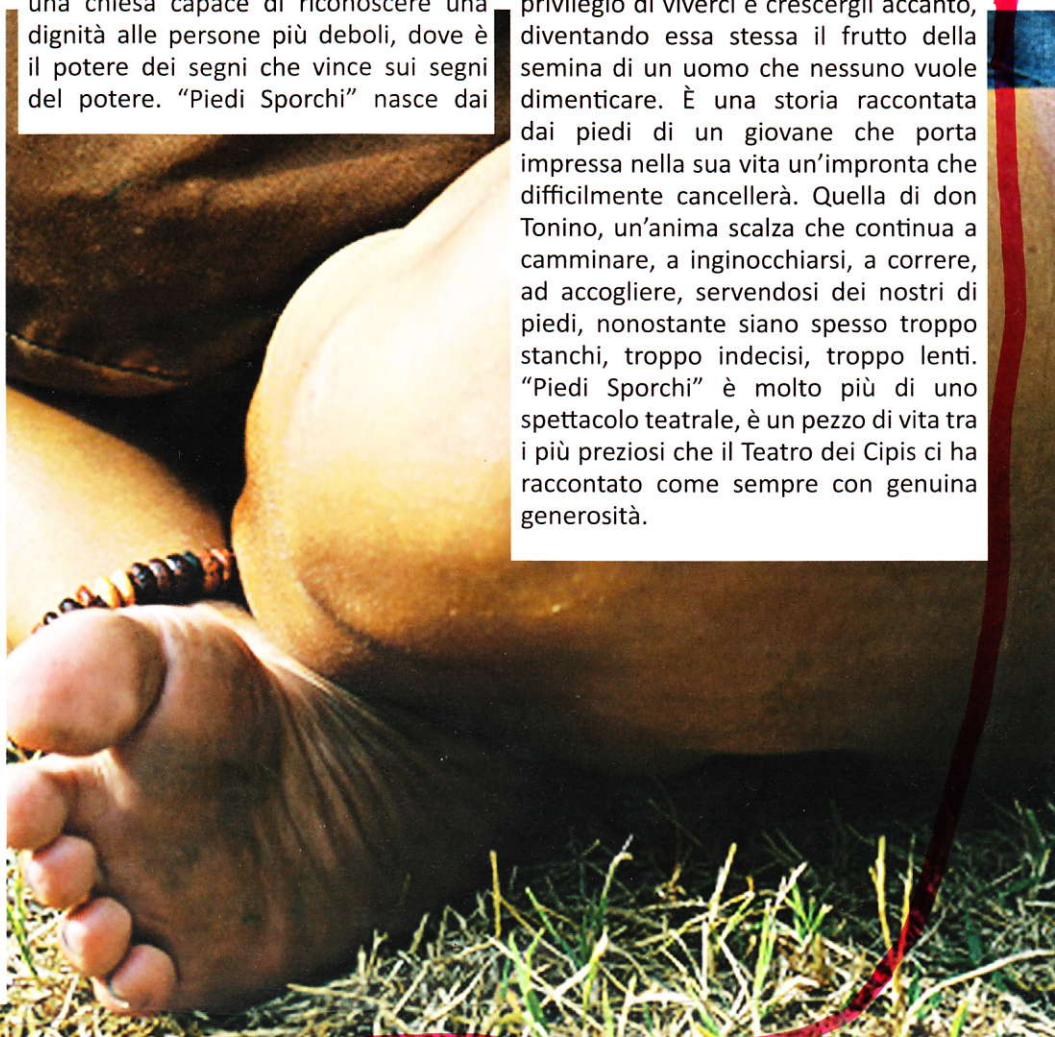 una chiesa capace di riconoscere una
dignità alle persone più deboli, dove è
il potere dei segni che vince sui segni
del potere. “Piedi Sporchi” nasce dai
privilegio di viverci e crescergli accanto,
diventando essa stessa il frutto della
semina di un uomo che nessuno vuole
dimenticare. È una storia raccontata
dai piedi di un giovane che porta
impressa nella sua vita un’impronta che
difficilmente cancellerà. Quella di don
Tonino, un’anima scalza che continua a
camminare, a inginocchiarsi, a correre,
ad accogliere, servendosi dei nostri di
piedi, nonostante siano spesso troppo
stanchi, troppo indecisi, troppo lenti.
“Piedi Sporchi” è molto più di uno
spettacolo teatrale, è un pezzo di vita tra
i più preziosi che il Teatro dei Cipis ci ha
raccontato come sempre con genuina
generosità.